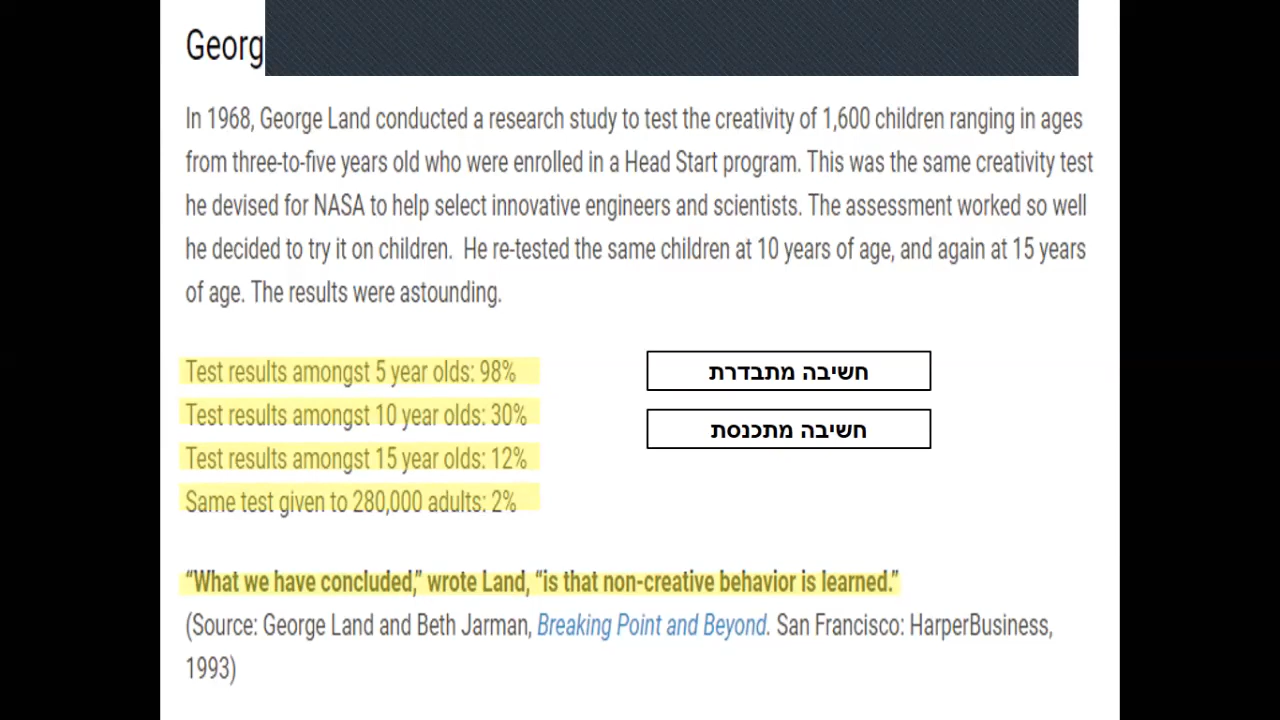 Georg
In 1968, George Land conducted a research study to test the creativity of 1,600 children ranging in ages
from three-to-five years old who were enrolled in a Head Start program. This was the same creativity test
he devised for NASA to help select innovative engineers and scientists. The assessment worked so well
he decided to try it on children.  He re-tested the same children at 10 years of age, and again at 15 years
of age. The results were astounding.
Test results amongst 5 year olds: 98%
חשיבה מתבדרת
Test results amongst 10 year olds: 30%
חשיבה מתכנסת
Test results amongst 15 year olds: 12%
Same test given to 280,000 adults: 2%
“What we have concluded,” wrote Land, “is that non-creative behavior is learned.”
(Source: George Land and Beth Jarman, Breaking Point and Beyond. San Francisco: HarperBusiness,
1993)